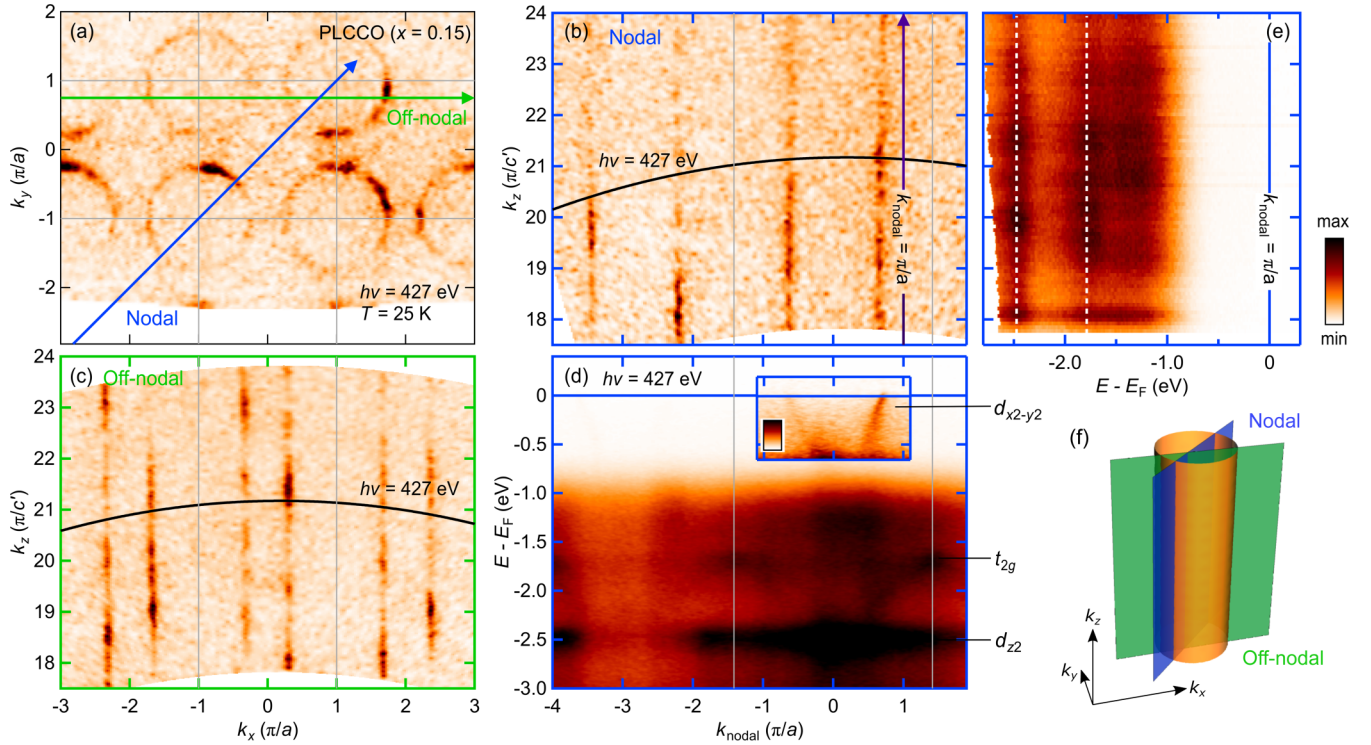 (a)
PLCCO (x = 0.15)
Off-nodal
Nodal
hν = 427 eV
T = 25 K
2
1
0
-1
-2
k_y (π/a)
(b)
Nodal
hν = 427 eV
k_nodal = π/a
24
23
22
21
20
19
18
k_z (π/c')
(e)
k_nodal = π/a
-2.0
-1.0
0
E - E_F (eV)
max
min
(c)
Off-nodal
hν = 427 eV
24
23
22
21
20
19
18
k_z (π/c')
-3
-2
-1
0
1
2
3
k_x (π/a)
(d)
hν = 427 eV
d_x2-y2
t_2g
d_z2
0
-0.5
-1.0
-1.5
-2.0
-2.5
-3.0
E - E_F (eV)
-4
-3
-2
-1
0
1
k_nodal (π/a)
(f)
Nodal
Off-nodal
k_z
k_y
k_x